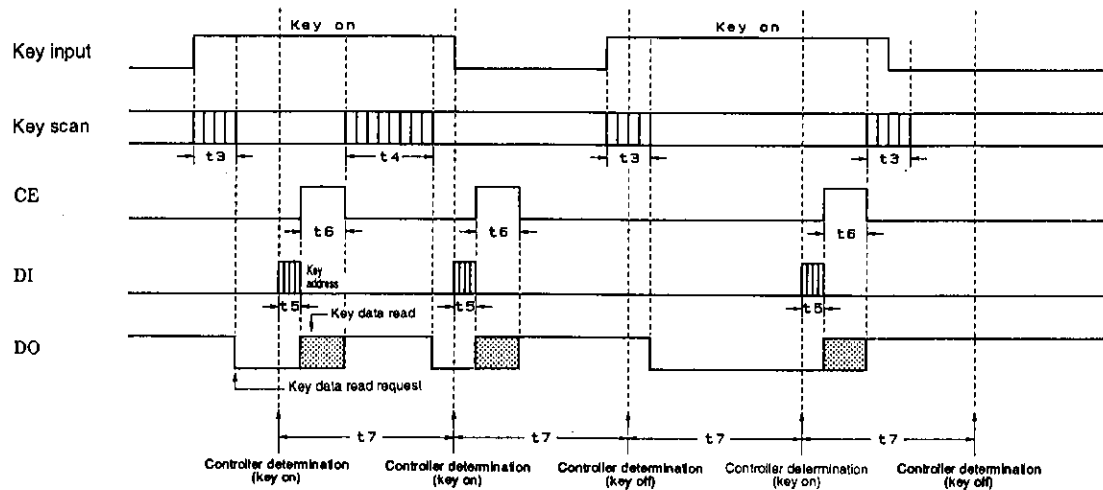 Key on
Key on
Key input
Key scan
t3
t4
t3
t3
CE
t6
t6
t6
DI
Key
address
t5
t5
t5
Key data read
DO
Key data read request
t7
t7
t7
t7
Controller determination
(key on)
Controller determination
(key on)
Controller determination
(key off)
Controller determination
(key on)
Controller determination
(key off)